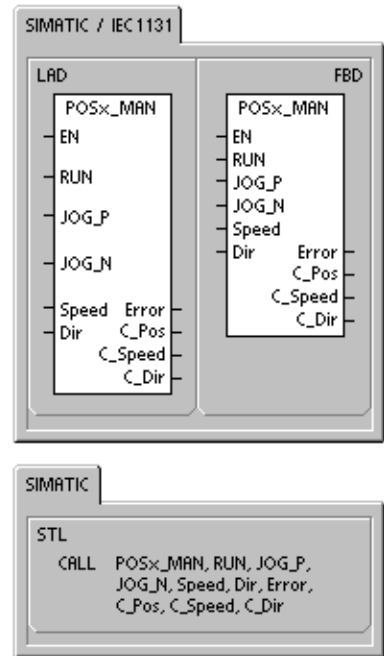 SIMATIC / IEC1131
LAD
POSx_MAN
EN
RUN
JOG_P
JOG_N
Speed Error
Dir C_Pos
C_Speed
C_Dir
FBD
POSx_MAN
EN
RUN
JOG_P
JOG_N
Speed
Dir Error
C_Pos
C_Speed
C_Dir
SIMATIC
STL
CALL POSx_MAN, RUN, JOG_P,
JOG_N, Speed, Dir, Error,
C_Pos, C_Speed, C_Dir